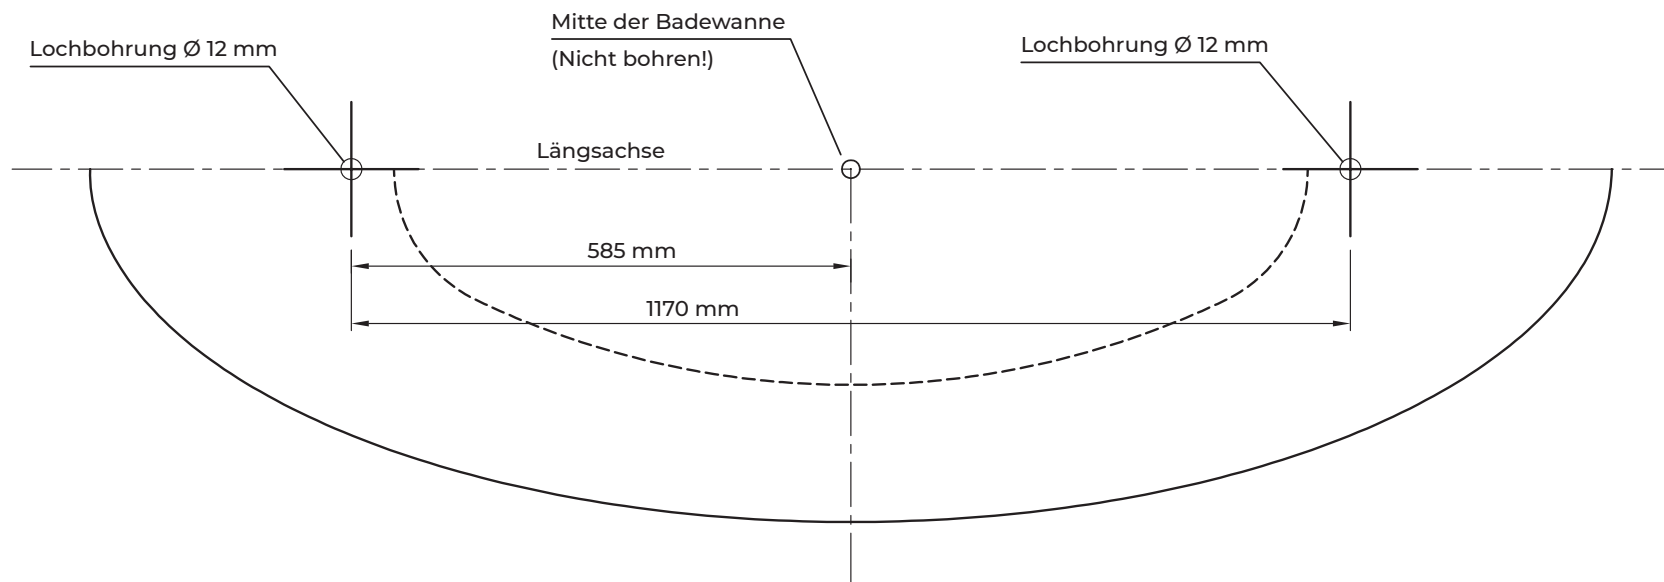 Mitte der Badewanne
(Nicht bohren!)
Lochbohrung Ø 12 mm
Lochbohrung Ø 12 mm
Längsachse
585 mm
1170 mm